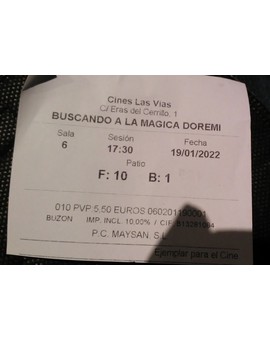 Cines Las Vias
C/ Eras del Cerrillo, 1
BUSCANDO A LA MAGICA DOREMI
Sala Sesión Fecha
6 17:30 19/01/2022
Patio
F: 10 B: 1
010 PVP 5.50 EUROS
BUZON IMP. INCL. 10.00% / CIF
P.C. MAYSAN, S.L.
Ejemplar para el Cine